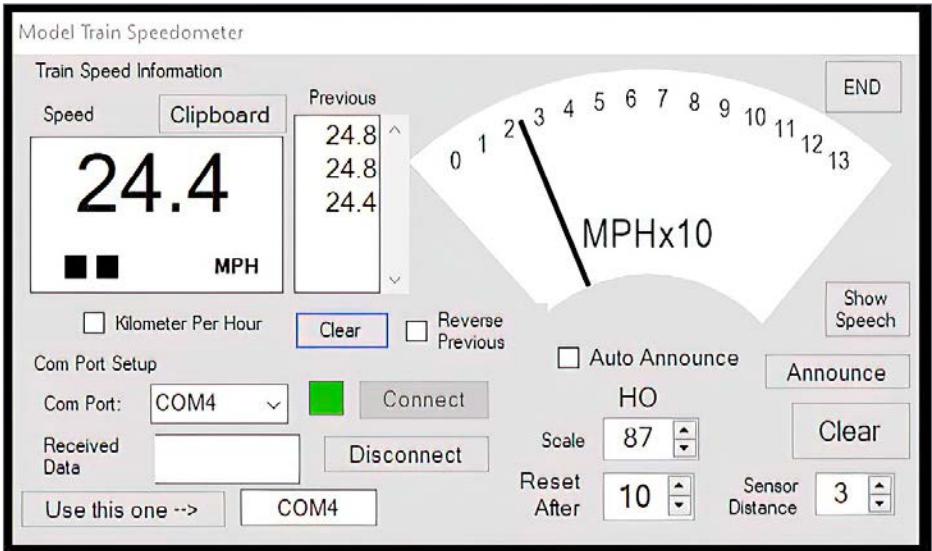 Model Train Speedometer
Train Speed Information
Speed
Clipboard
Previous
24.4
MPH
24.8
24.8
24.4
0 1 2 3 4 5 6 7 8 9 10 11 12 13
MPHx10
END
Kilometer Per Hour
Clear
Reverse
Previous
Show
Speech
Auto Announce
Announce
Com Port Setup
Com Port:
COM4
Connect
HO
Scale
87
Clear
Received
Data
Disconnect
Reset
After
10
Sensor
Distance
3
Use this one -->
COM4